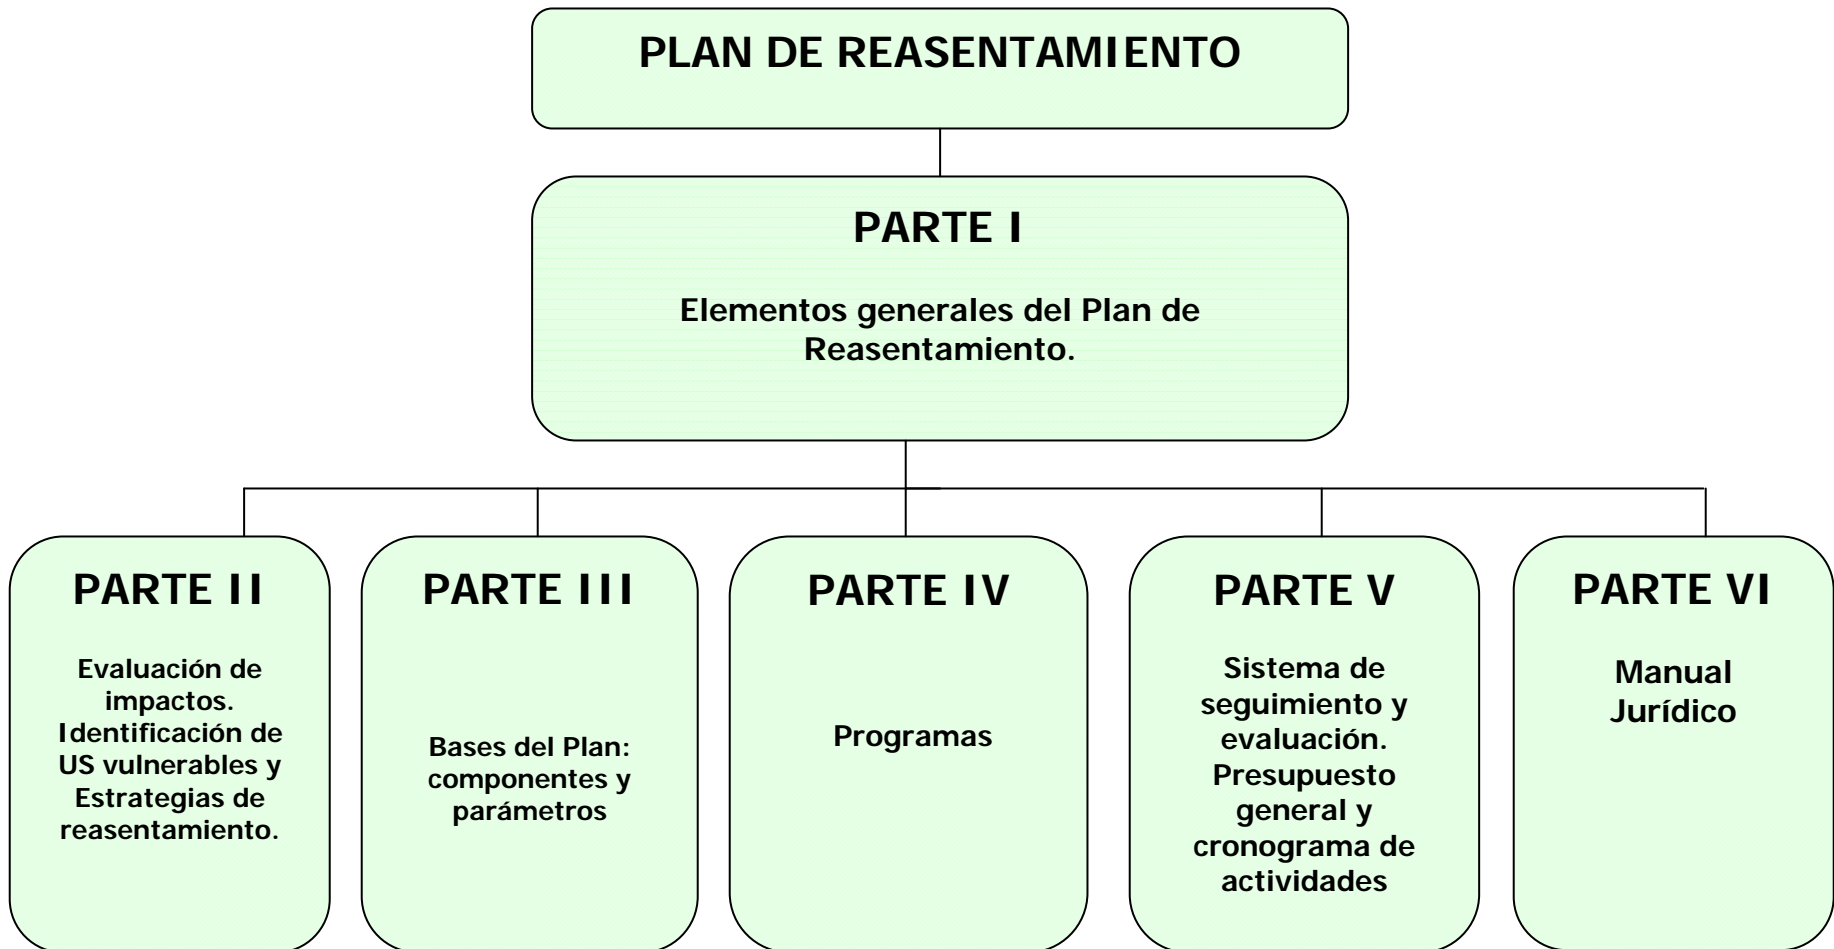 PLAN DE REASENTAMIENTO
PARTE I
Elementos generales del Plan de
Reasentamiento.
PARTE II
Evaluación de
impactos.
Identificación de
US vulnerables y
Estrategias de
reasentamiento.
PARTE III
Bases del Plan:
componentes y
parámetros
PARTE IV
Programas
PARTE V
Sistema de
seguimiento y
evaluación.
Presupuesto
general y
cronograma de
actividades
PARTE VI
Manual
Jurídico